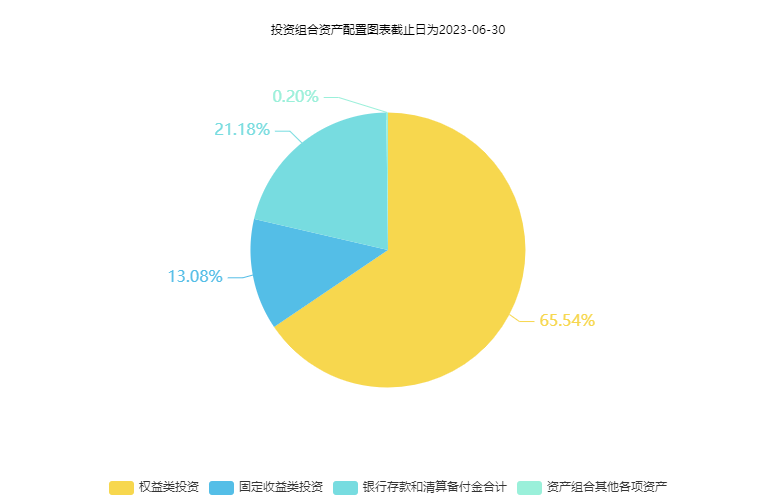 投资组合资产配置图表截止日为2023-06-30
0.20%
21.18%
13.08%
65.54%
权益类投资 固定收益类投资 银行存款和清算备付金合计 资产组合其他各项资产